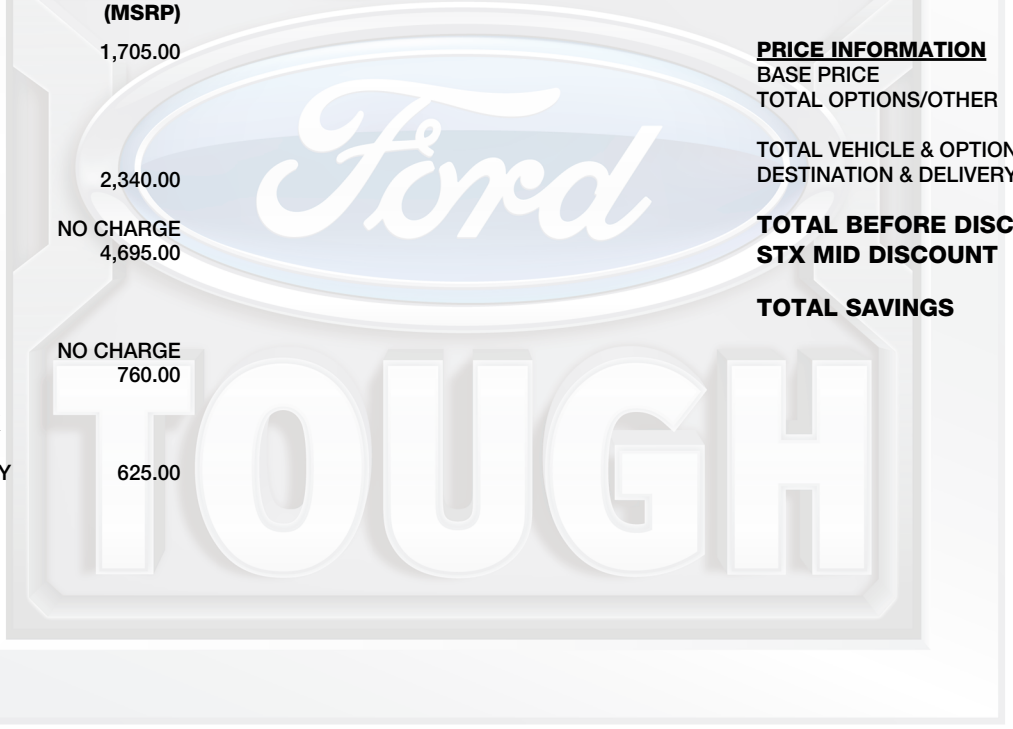 (MSRP)
1,705.00
2,340.00
NO CHARGE
4,695.00
NO CHARGE
760.00
Y
625.00
PRICE INFORMATION
BASE PRICE
TOTAL OPTIONS/OTHER
TOTAL VEHICLE & OPTION
DESTINATION & DELIVERY
TOTAL BEFORE DISC
STX MID DISCOUNT
TOTAL SAVINGS
Ford
TOUGH